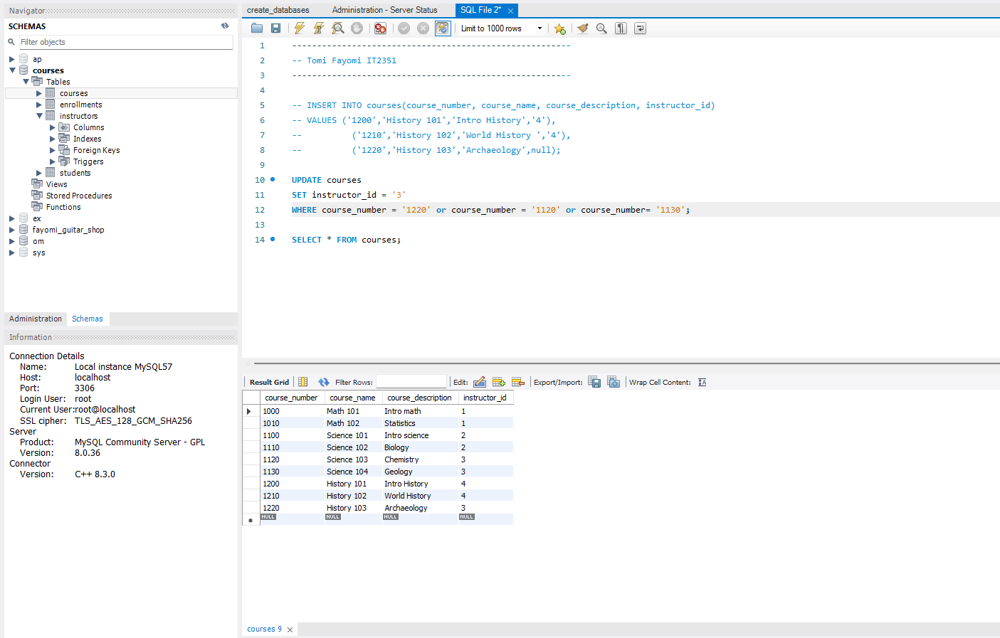 Navigator
SCHEMAS
Filter objects
ap
courses
Tables
courses
enrollments
instructors
Columns
Indexes
Foreign Keys
Triggers
students
Views
Stored Procedures
Functions
ex
fayomi_guitar_shop
om
sys
Administration Schemas
Information
Connection Details
Name: Local instance MySQL57
Host: localhost
Port: 3306
Login User: root
Current User:root@localhost
SSL cipher: TLS_AES_128_GCM_SHA256
Server
Product: MySQL Community Server - GPL
Version: 8.0.36
Connector
Version: C++ 8.3.0
create_databases Administration - Server Status SQL File 2*
Limit to 1000 rows
1 --------------------------------------------------------
2 -- Tomi Fayomi IT2351
3 --------------------------------------------------------
4
5 -- INSERT INTO courses(course_number, course_name, course_description, instructor_id)
6 -- VALUES ('1200','History 101','Intro History','4'),
7 -- ('1210','History 102','World History ','4'),
8 -- ('1220','History 103','Archaeology',null);
9
10 UPDATE courses
11 SET instructor_id = '3'
12 WHERE course_number = '1220' or course_number = '1120' or course_number= '1130';
13
14 SELECT * FROM courses;
Result Grid Filter Rows: Edit: Export/Import: Wrap Cell Content:
course_number course_name course_description instructor_id
1000 Math 101 Intro math 1
1010 Math 102 Statistics 1
1100 Science 101 Intro science 2
1110 Science 102 Biology 2
1120 Science 103 Chemistry 3
1130 Science 104 Geology 3
1200 History 101 Intro History 4
1210 History 102 World History 4
1220 History 103 Archaeology 3
NULL NULL NULL NULL
courses 9